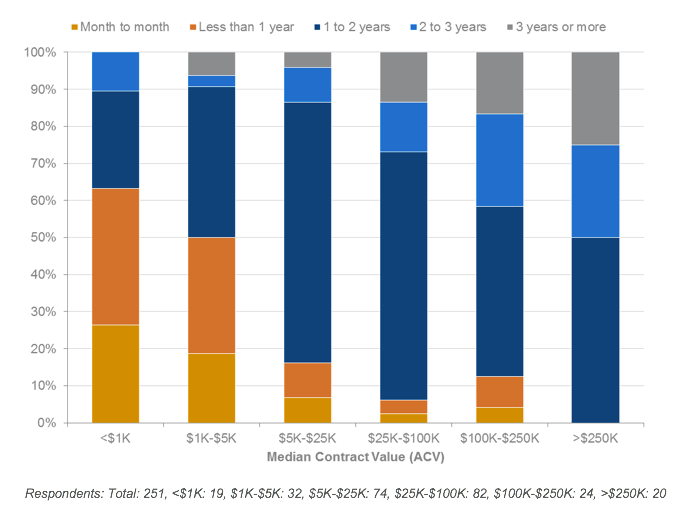 Month to month Less than 1 year 1 to 2 years 2 to 3 years 3 years or more
100%
90%
80%
70%
60%
50%
40%
30%
20%
10%
0%
<$1K $1K-$5K $5K-$25K $25K-$100K $100K-$250K >$250K
Median Contract Value (ACV)
Respondents: Total: 251, <$1K: 19, $1K-$5K: 32, $5K-$25K: 74, $25K-$100K: 82, $100K-$250K: 24, >$250K: 20